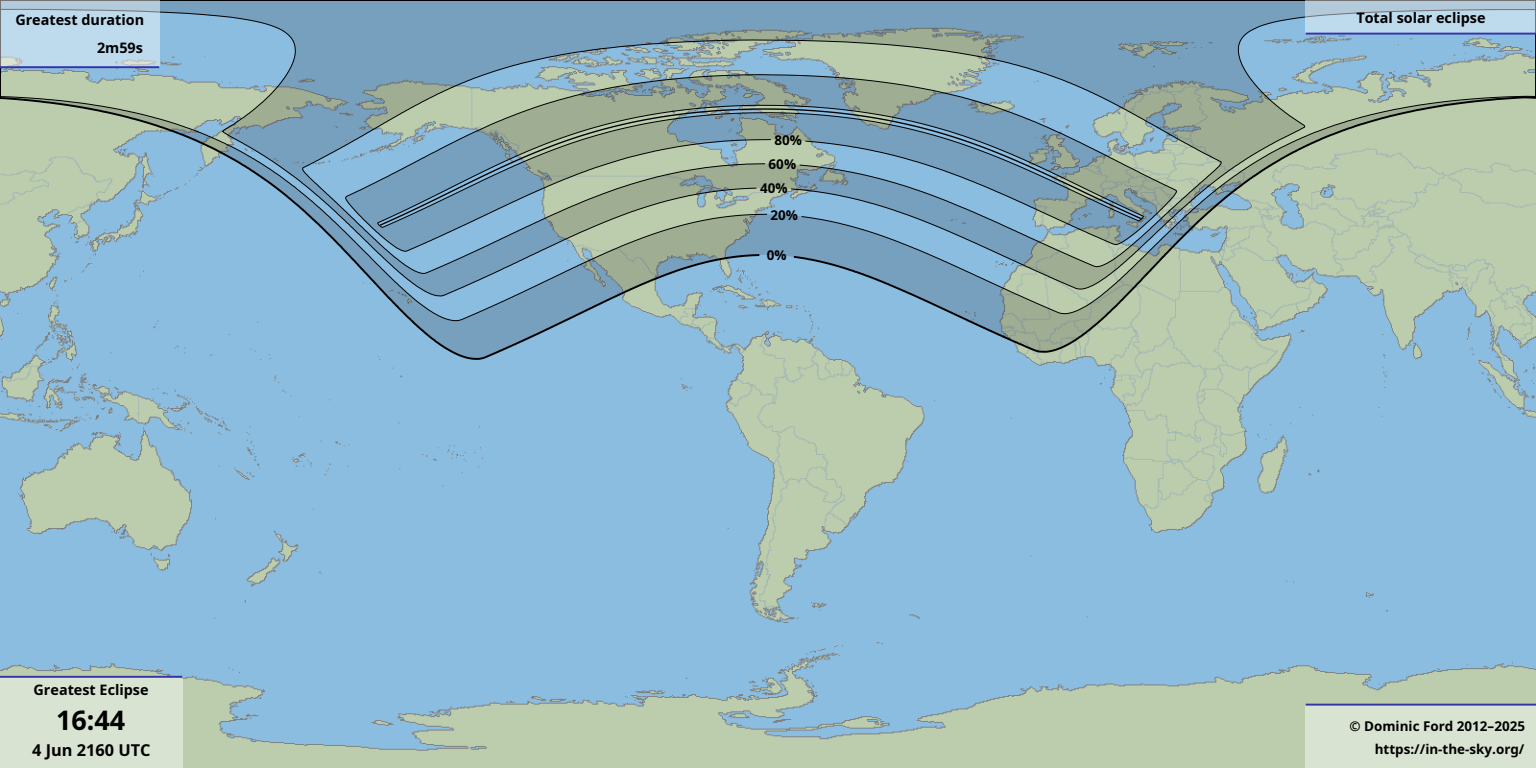 Greatest duration
2m59s
Total solar eclipse
80%
60%
40%
20%
0%
Greatest Eclipse
16:44
4 Jun 2160 UTC
© Dominic Ford 2012–2025
https://in-the-sky.org/